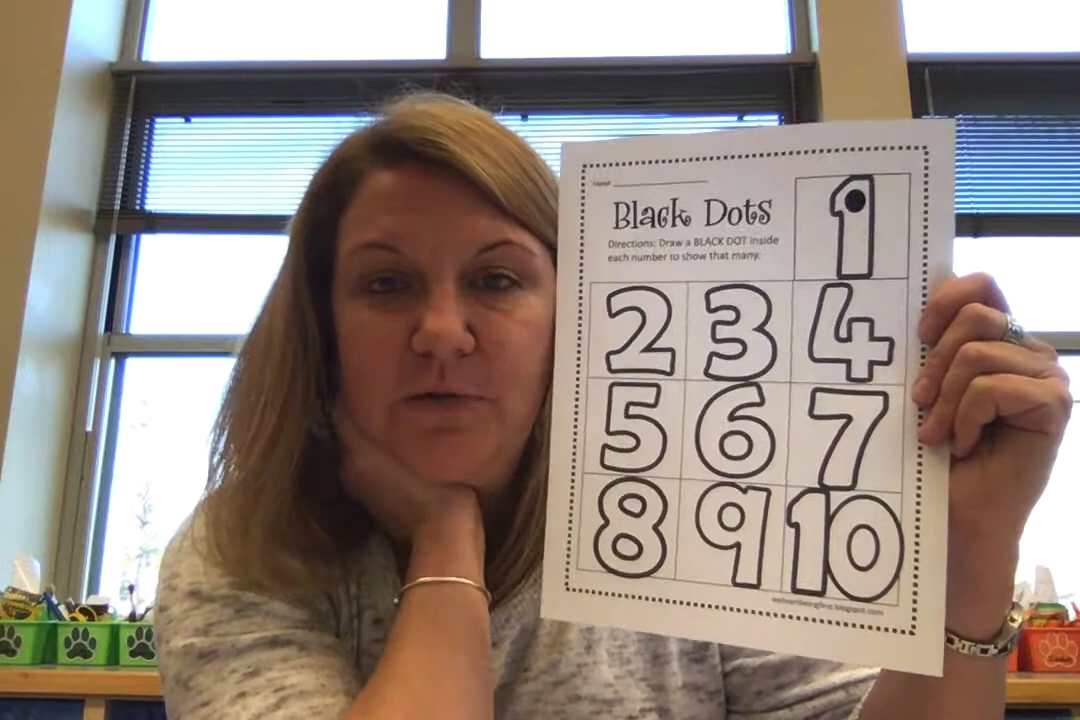 Name
Black Dots
Directions: Draw a BLACK DOT inside
each number to show that many.
1
2 3 4
5 6 7
8 9 10